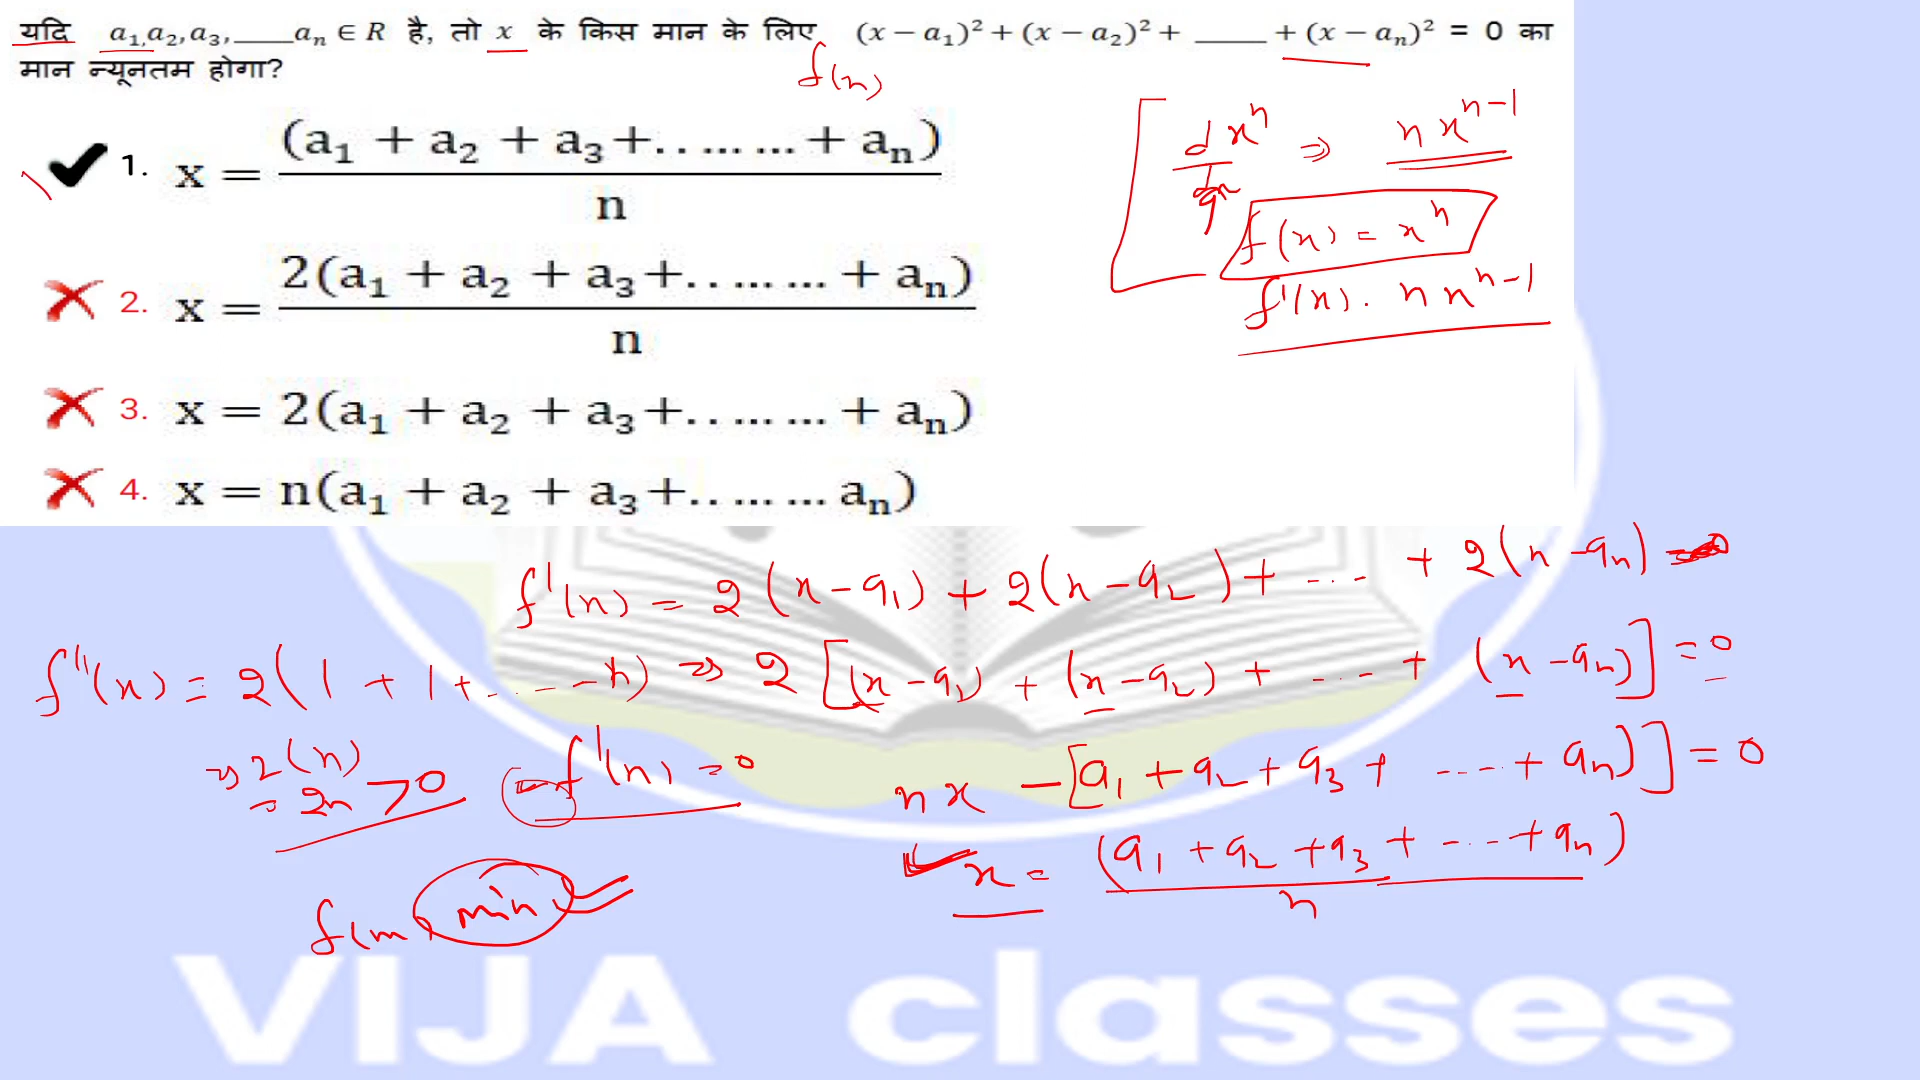 यदि a₁,a₂,a₃,____aₙ ∈ R है, तो x के किस मान के लिए (x − a₁)² + (x − a₂)² + ____ + (x − aₙ)² = 0 का
मान न्यूनतम होगा?
f(n)
1. x = (a₁ + a₂ + a₃+........+ aₙ) / n
2. x = 2(a₁ + a₂ + a₃+........+ aₙ) / n
3. x = 2(a₁ + a₂ + a₃+........+ aₙ)
4. x = n(a₁ + a₂ + a₃+........ aₙ)
d xⁿ ⇒ n xⁿ⁻¹
f(x) = xⁿ
f'(x). n xⁿ⁻¹
f'(x) = 2(x−a₁) + 2(x−a₂) + .... + 2(x−aₙ)
f''(x) = 2(1 + 1 +......n) ⇒ 2[(x−a₁) + (x−a₂) + .... + (x−aₙ)] = 0
⇒ 2(n)
= 2n > 0
f'(x) = 0
nx − [a₁ + a₂ + a₃ + .... + aₙ)] = 0
x = (a₁ + a₂ + a₃ + .... + aₙ) / n
f(x) min
VIJA classes